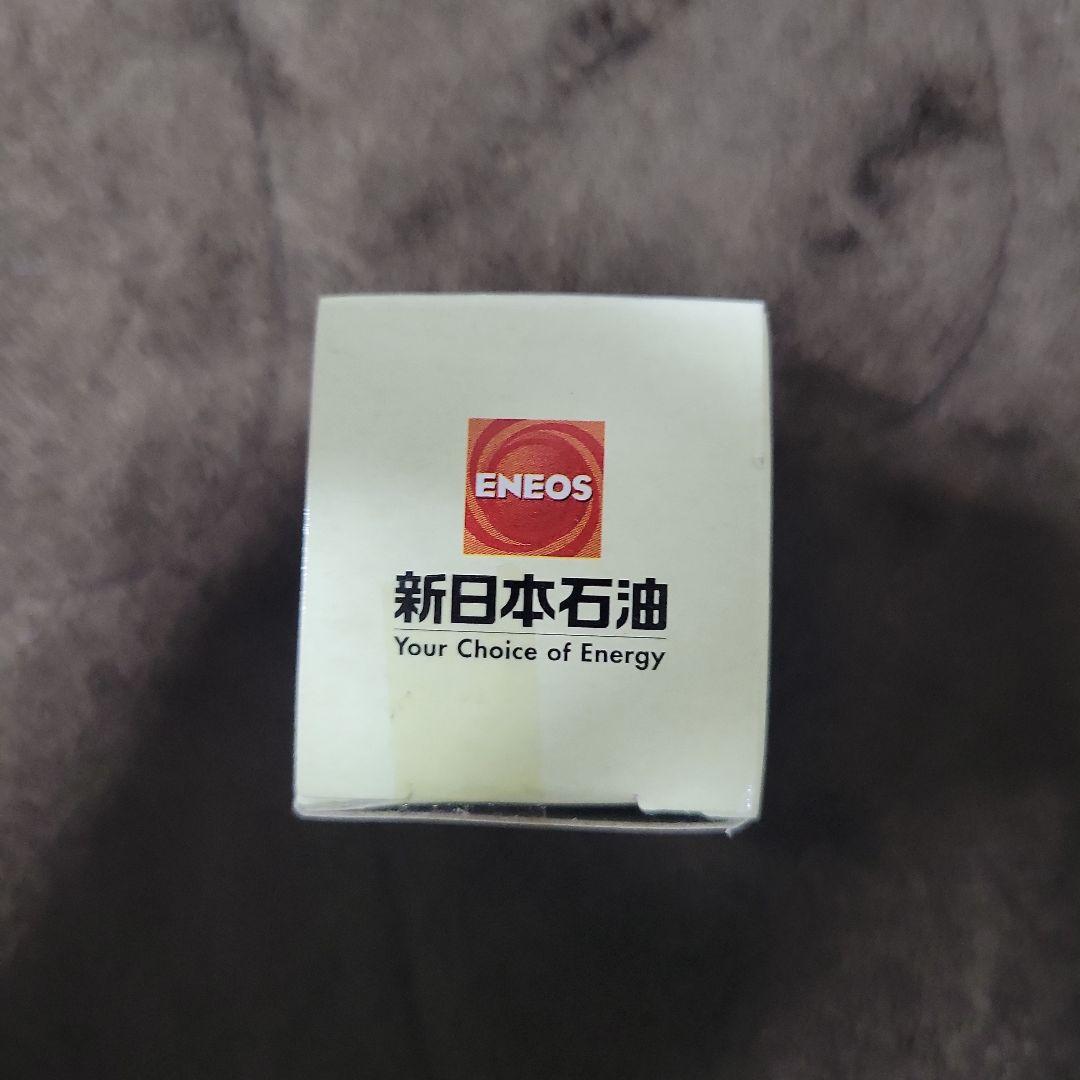 ENEOS
新日本石油
Your Choice of Energy